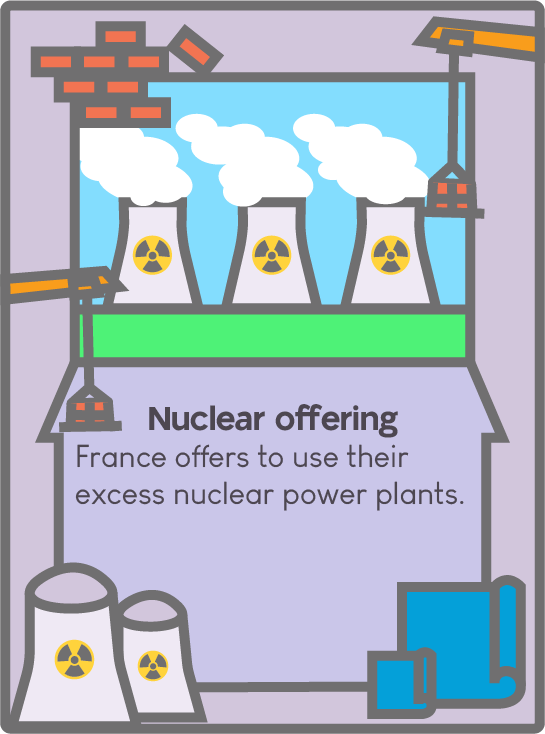 Nuclear offering
France offers to use their
excess nuclear power plants.